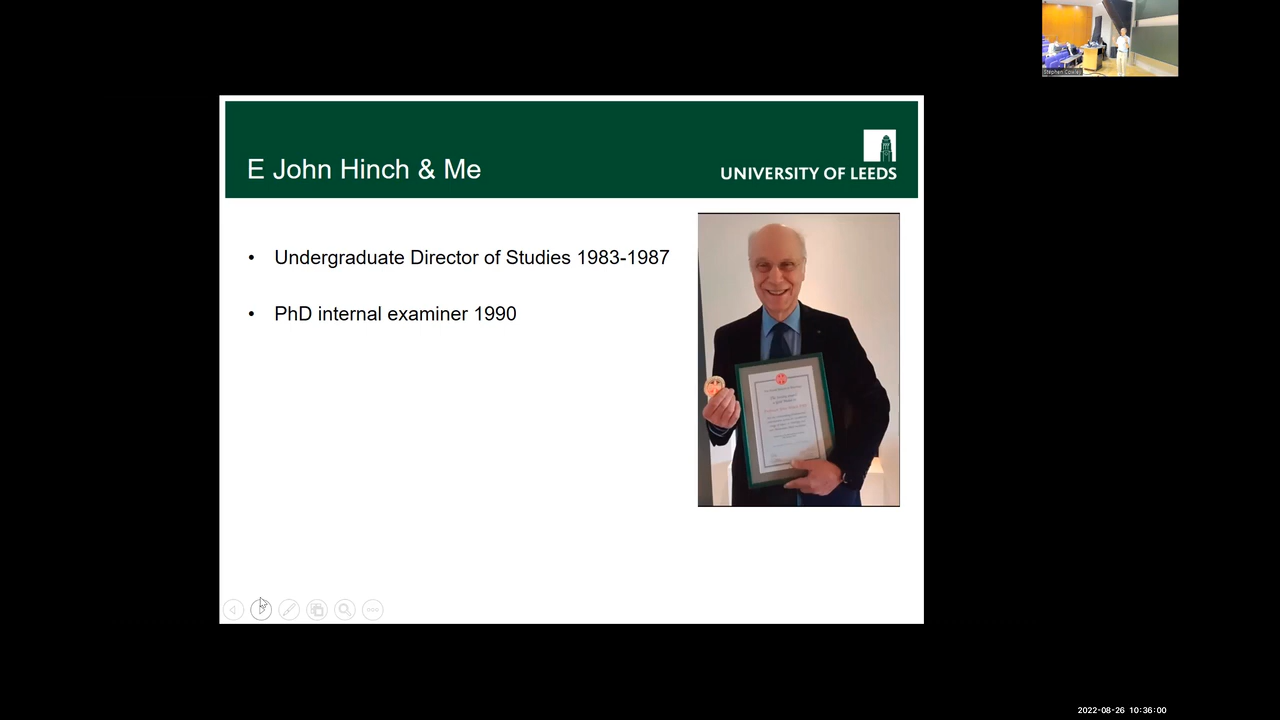 Stephen Cowley
E John Hinch & Me
UNIVERSITY OF LEEDS
• Undergraduate Director of Studies 1983-1987
• PhD internal examiner 1990
2022-08-26 10:36:00